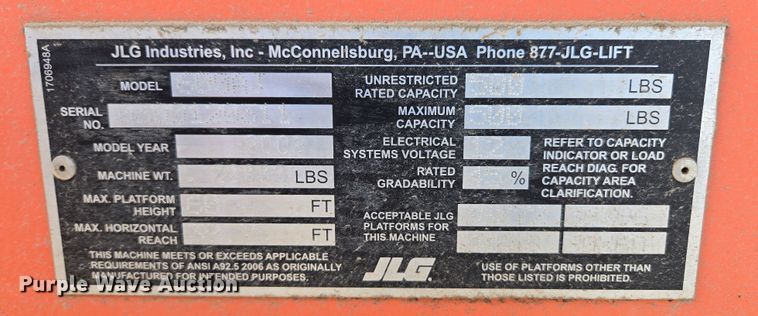 1706948A
JLG Industries, Inc - McConnellsburg, PA--USA Phone 877-JLG-LIFT
MODEL
SERIAL
NO.
MODEL YEAR
MACHINE WT. LBS
MAX. PLATFORM
HEIGHT FT
MAX. HORIZONTAL
REACH FT
THIS MACHINE MEETS OR EXCEEDS APPLICABLE
REQUIREMENTS OF ANSI A92.5 2006 AS ORIGINALLY
MANUFACTURED FOR INTENDED PURPOSES.
UNRESTRICTED
RATED CAPACITY LBS
MAXIMUM
CAPACITY LBS
ELECTRICAL
SYSTEMS VOLTAGE
RATED
GRADABILITY %
REFER TO CAPACITY
INDICATOR OR LOAD
REACH DIAG. FOR
CAPACITY AREA
CLARIFICATION.
ACCEPTABLE JLG
PLATFORMS FOR
THIS MACHINE
JLG
USE OF PLATFORMS OTHER THAN
THOSE LISTED IS PROHIBITED.
Purple Wave Auction